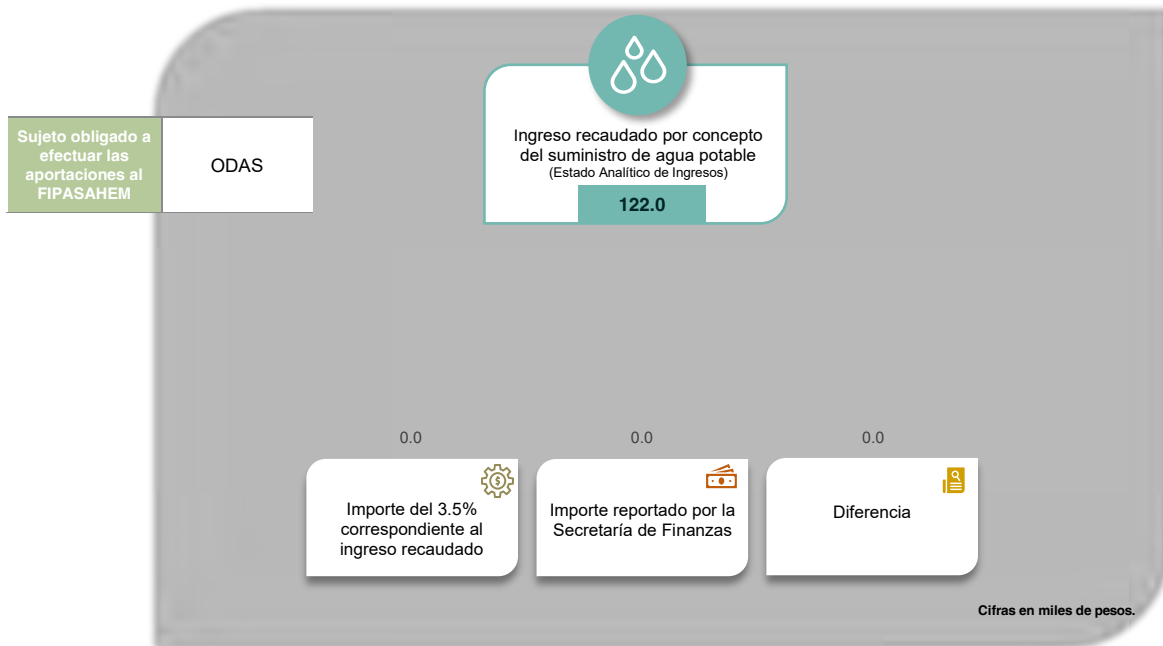 Sujeto obligado a
efectuar las
aportaciones al
FIPASAHEM
ODAS
Ingreso recaudado por concepto
del suministro de agua potable
(Estado Analítico de Ingresos)
122.0
0.0
0.0
0.0
Importe del 3.5%
correspondiente al
ingreso recaudado
Importe reportado por la
Secretaría de Finanzas
Diferencia
Cifras en miles de pesos.